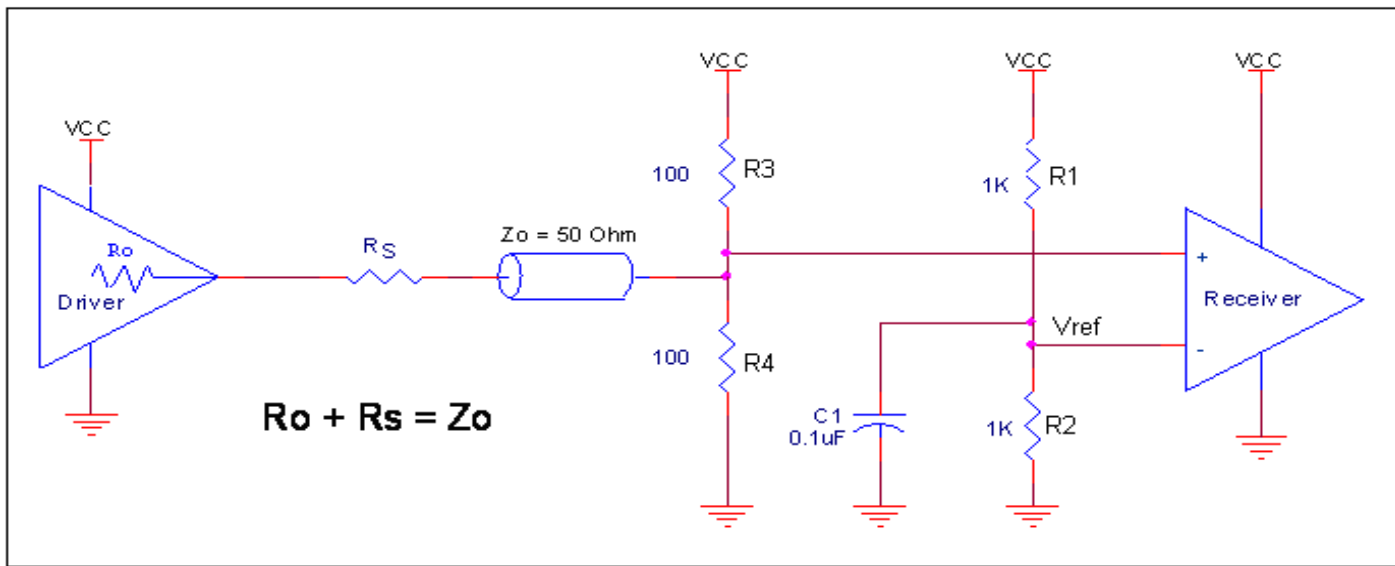 VCC
Ro
Driver
RS
Zo = 50 Ohm
VCC
100
R3
100
R4
VCC
1K
R1
Vref
C1
0.1uF
1K
R2
VCC
+
Receiver
-
Ro + Rs = Zo